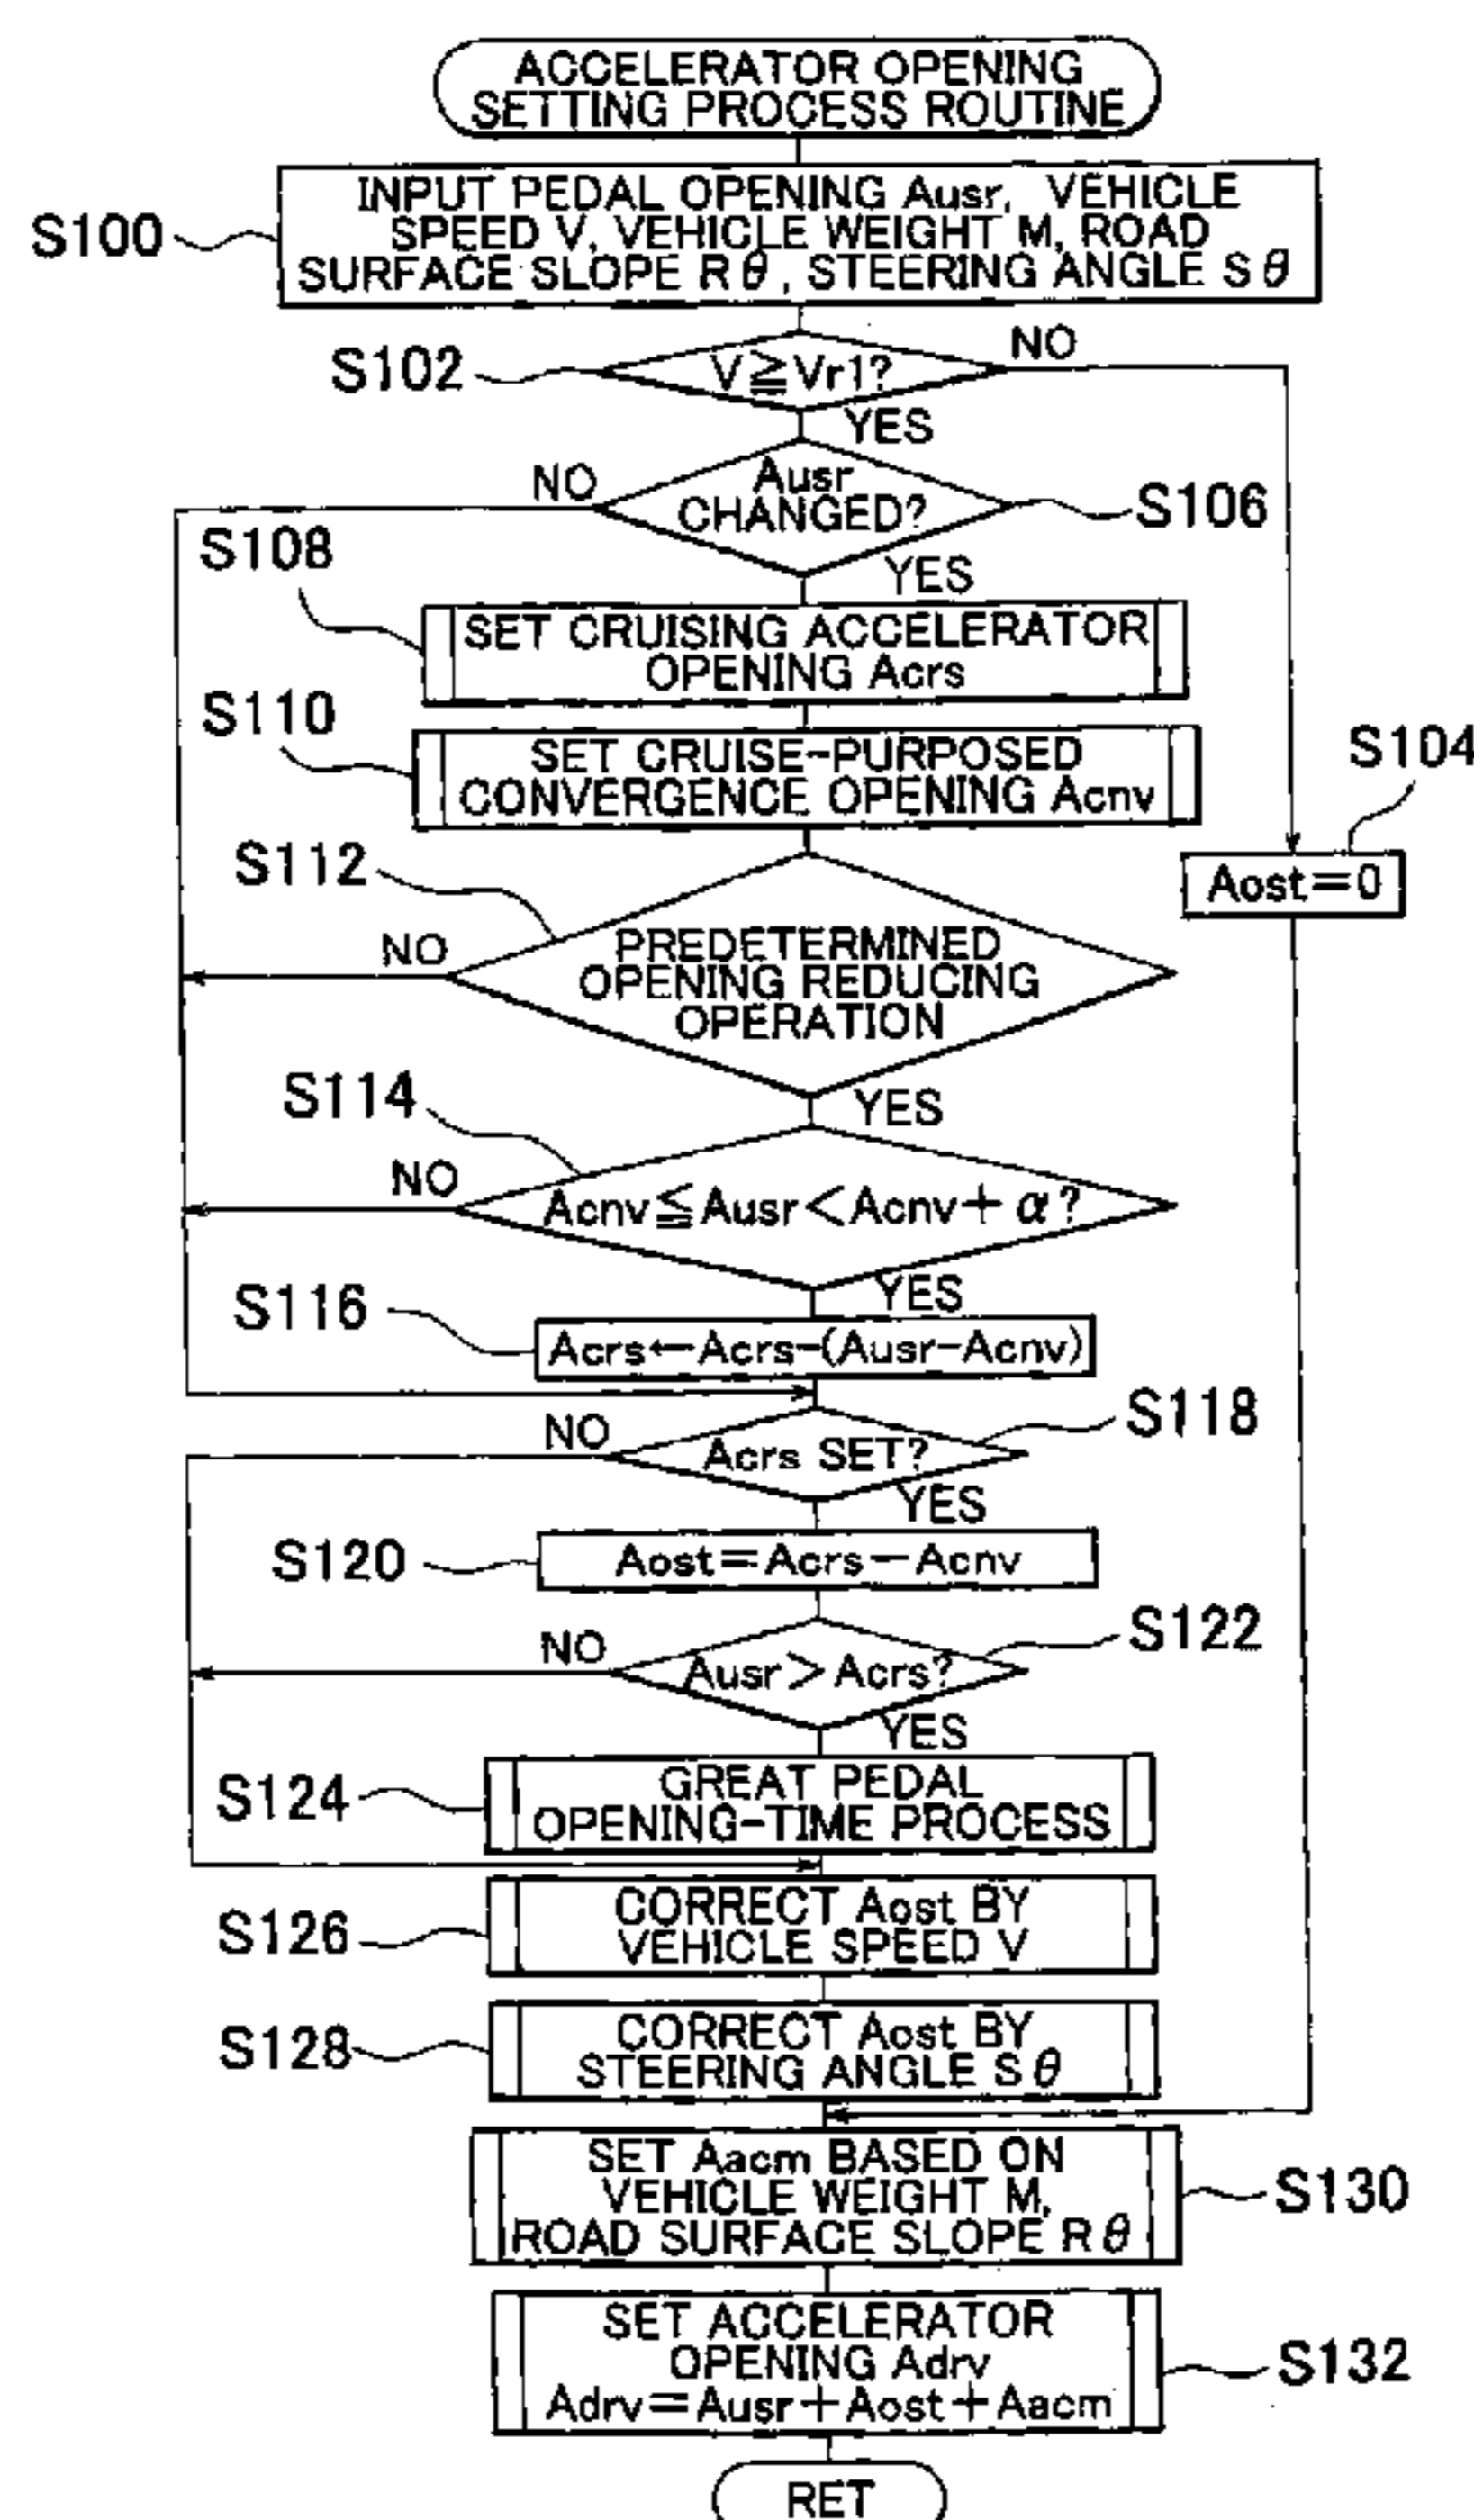 ACCELERATOR OPENING
SETTING PROCESS ROUTINE
INPUT PEDAL OPENING Ausr, VEHICLE
SPEED V, VEHICLE WEIGHT M, ROAD
SURFACE SLOPE Rθ, STEERING ANGLE Sθ
S100
S102
V≧Vr1?
NO
YES
Ausr
CHANGED?
NO
S106
YES
S108
SET CRUISING ACCELERATOR
OPENING Acrs
S110
SET CRUISE-PURPOSED
CONVERGENCE OPENING Acnv
S104
Aost=0
S112
NO
PREDETERMINED
OPENING REDUCING
OPERATION
YES
S114
NO
Acnv≦Ausr<Acnv+α?
YES
S116
Acrs←Acrs-(Ausr-Acnv)
S118
NO
Acrs SET?
YES
S120
Aost=Acrs-Acnv
S122
NO
Ausr>Acrs?
YES
S124
GREAT PEDAL
OPENING-TIME PROCESS
S126
CORRECT Aost BY
VEHICLE SPEED V
S128
CORRECT Aost BY
STEERING ANGLE Sθ
SET Aacm BASED ON
VEHICLE WEIGHT M,
ROAD SURFACE SLOPE Rθ
S130
SET ACCELERATOR
OPENING Adrv
Adrv=Ausr+Aost+Aacm
S132
RET